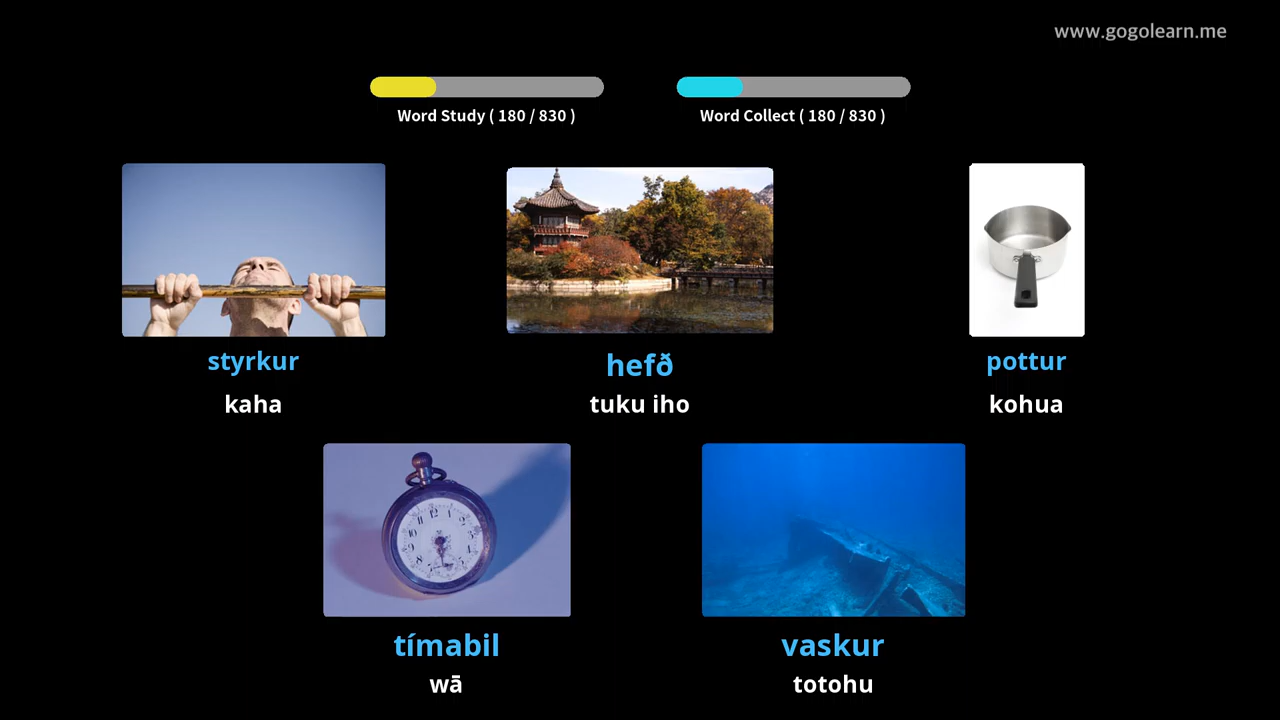 www.gogolearn.me
Word Study ( 180 / 830 )
Word Collect ( 180 / 830 )
styrkur
kaha
hefð
tuku iho
pottur
kohua
tímabil
wā
vaskur
totohu